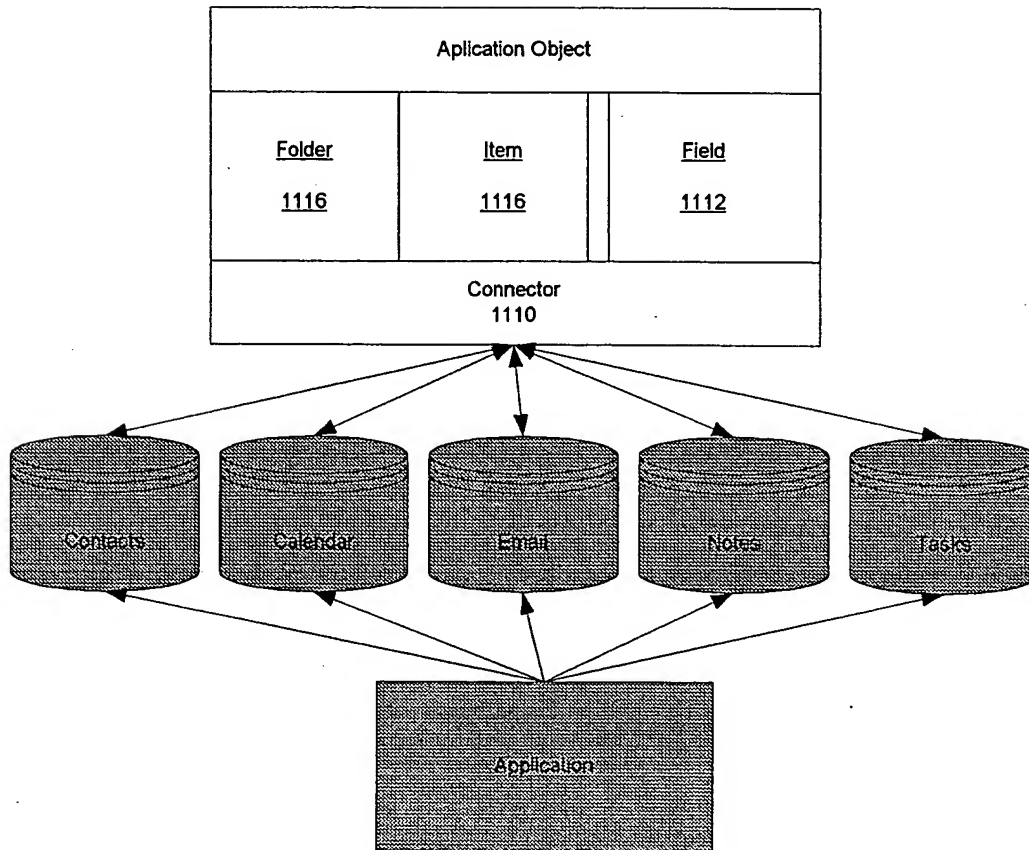 Aplication Object
Folder Item Field
1116 1116 1112
Connector
1110
Contacts Calendar Email Notes Tasks
Application